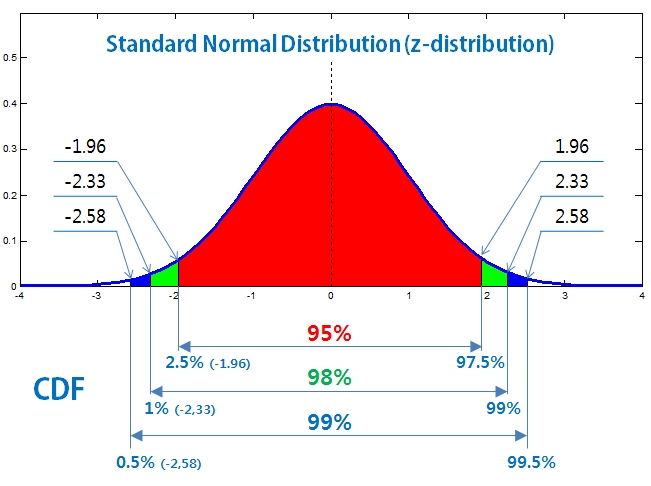 Standard Normal Distribution (z-distribution)
0.5
0.4
0.3
0.2
0.1
0
-1.96
-2.33
-2.58
1.96
2.33
2.58
-4 -3 -2 -1 0 1 2 3 4
95%
2.5% (-1.96) 97.5%
98%
CDF
1% (-2,33) 99%
99%
0.5% (-2,58) 99.5%